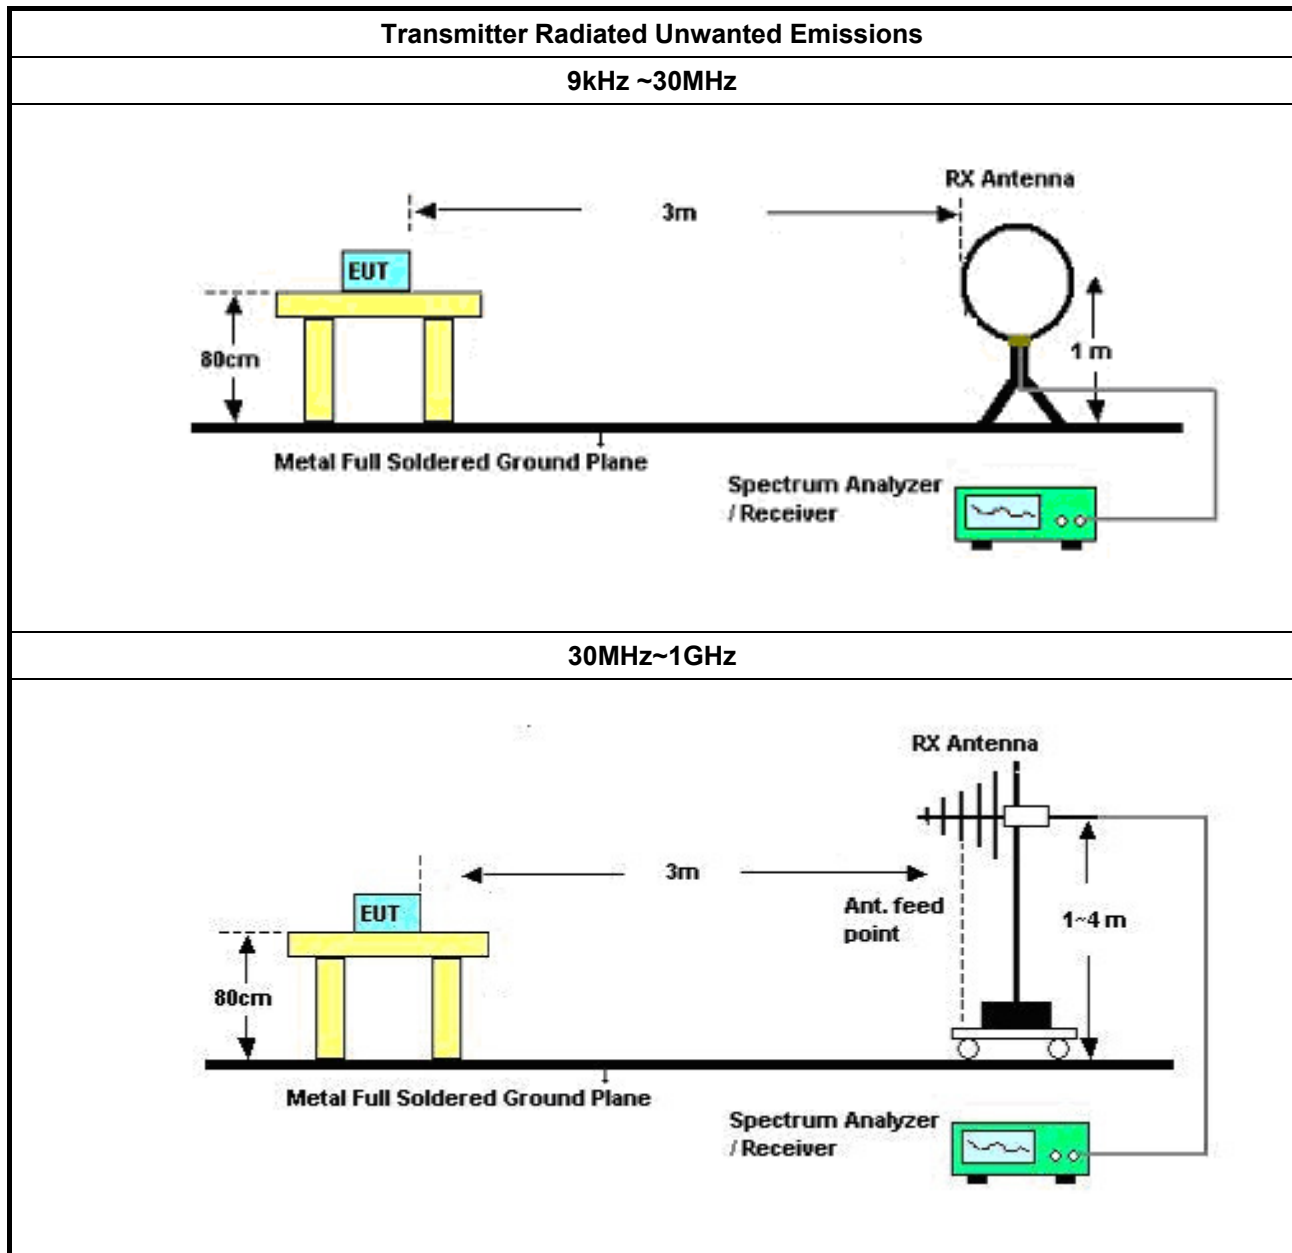 Transmitter Radiated Unwanted Emissions
9kHz ~30MHz
RX Antenna
3m
EUT
80cm
1 m
Metal Full Soldered Ground Plane
Spectrum Analyzer
/ Receiver
30MHz~1GHz
RX Antenna
3m
EUT
Ant. feed
point
1~4 m
80cm
Metal Full Soldered Ground Plane
Spectrum Analyzer
/ Receiver